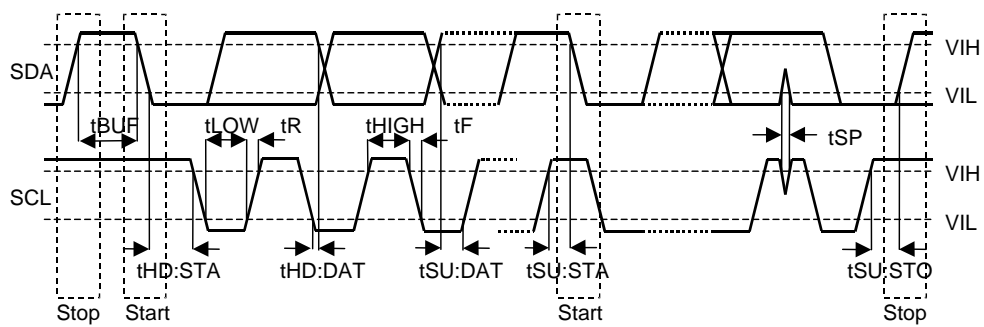 VIH
SDA
VIL
tBUF
tLOW
tR
tHIGH
tF
tSP
VIH
SCL
VIL
tHD:STA
tHD:DAT
tSU:DAT
tSU:STA
tSU:STO
Stop
Start
Start
Stop